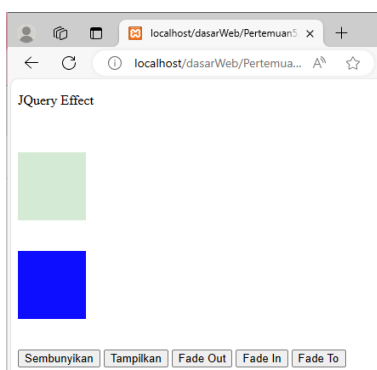 localhost/dasarWeb/Pertemuan5
localhost/dasarWeb/Pertemua...
JQuery Effect
Sembunyikan Tampilkan Fade Out Fade In Fade To